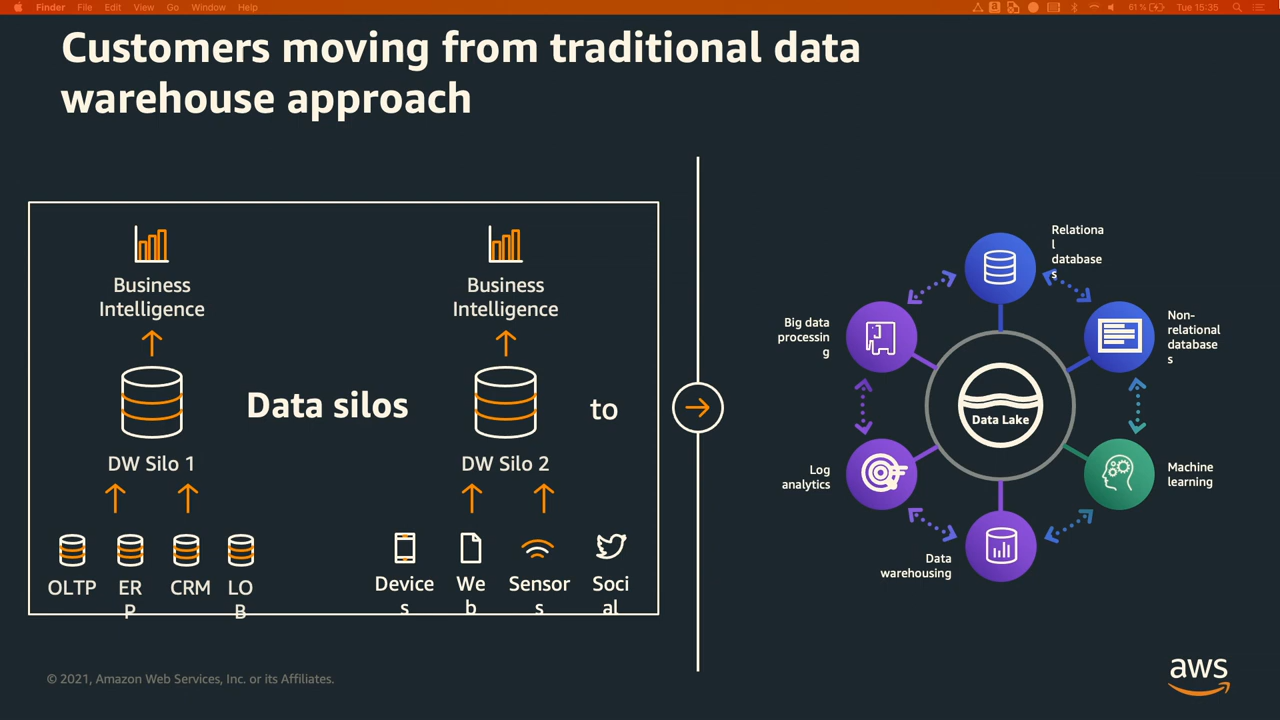 Finder File Edit View Go Window Help
61 % Tue 15:35
Customers moving from traditional data
warehouse approach
Business
Intelligence
Business
Intelligence
Data silos
to
DW Silo 1
DW Silo 2
OLTP
ER
P
CRM
LO
B
Device
s
We
b
Sensor
s
Soci
al
Relationa
l
database
s
Big data
processin
g
Non-
relational
database
s
Data Lake
Log
analytics
Machine
learning
Data
warehousing
© 2021, Amazon Web Services, Inc. or its Affiliates.
aws